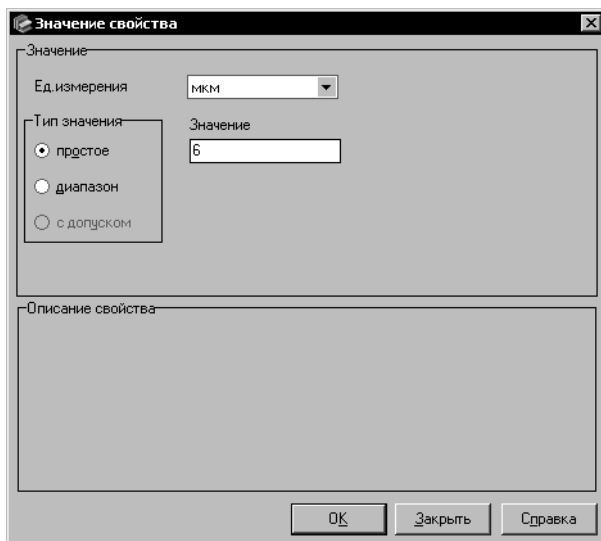 Значение свойства
Значение
Ед.измерения мкм
Тип значения Значение
простое 6
диапазон
с допуском
Описание свойства
OK Закрыть Справка